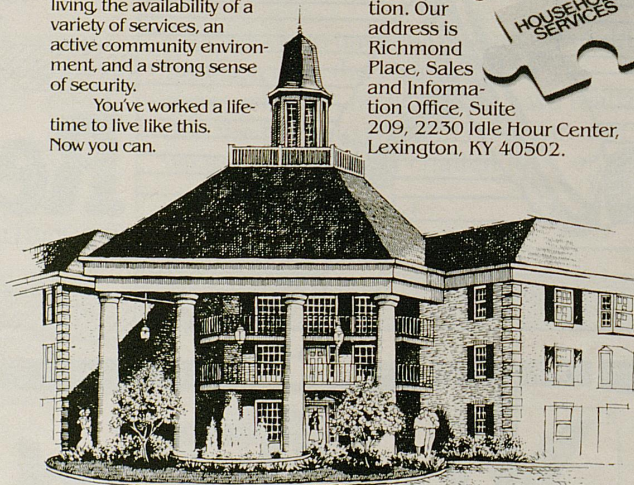 living, the availability of a
variety of services, an
active community environ-
ment, and a strong sense
of security.
You've worked a life-
time to live like this.
Now you can.
tion. Our
address is
Richmond
Place, Sales
and Informa-
tion Office, Suite
209, 2230 Idle Hour Center,
Lexington, KY 40502.
HOUSEHOLD
SERVICES